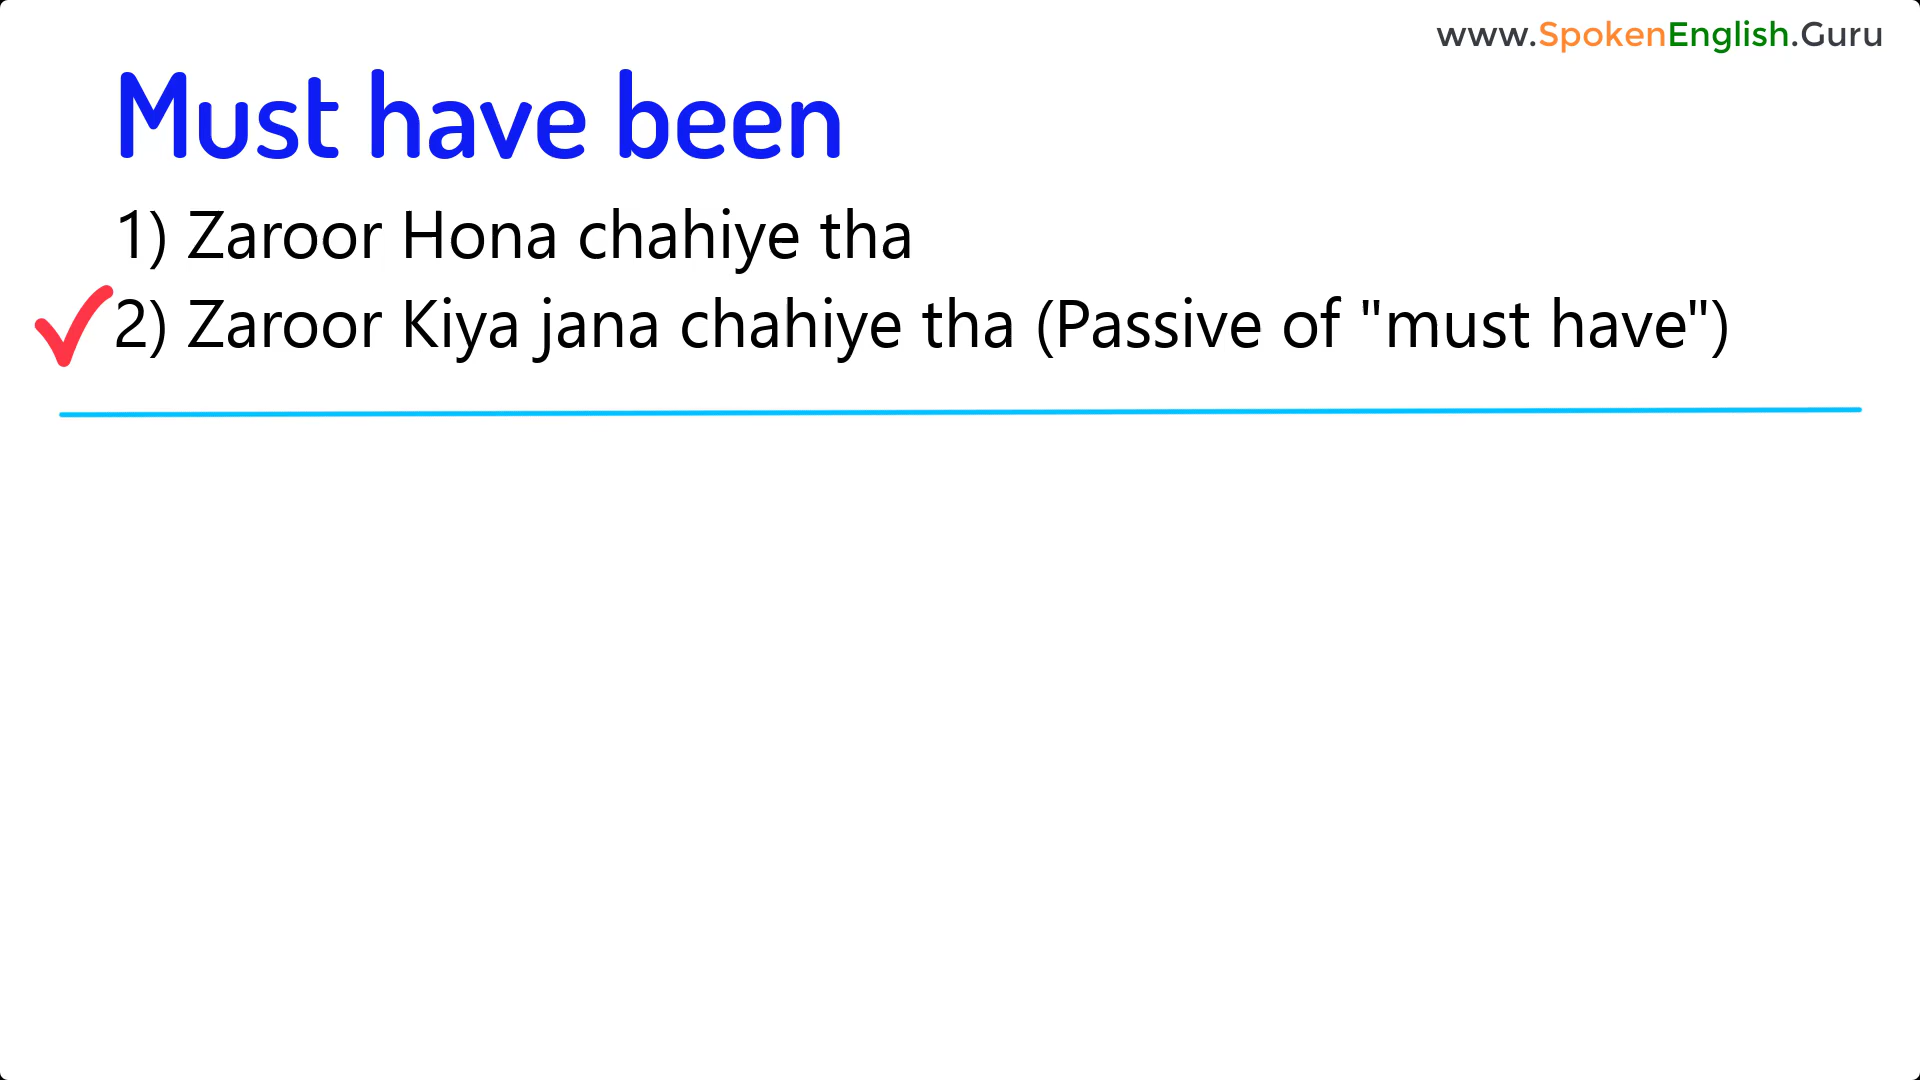 www.SpokenEnglish.Guru
Must have been
1) Zaroor Hona chahiye tha
2) Zaroor Kiya jana chahiye tha (Passive of "must have")